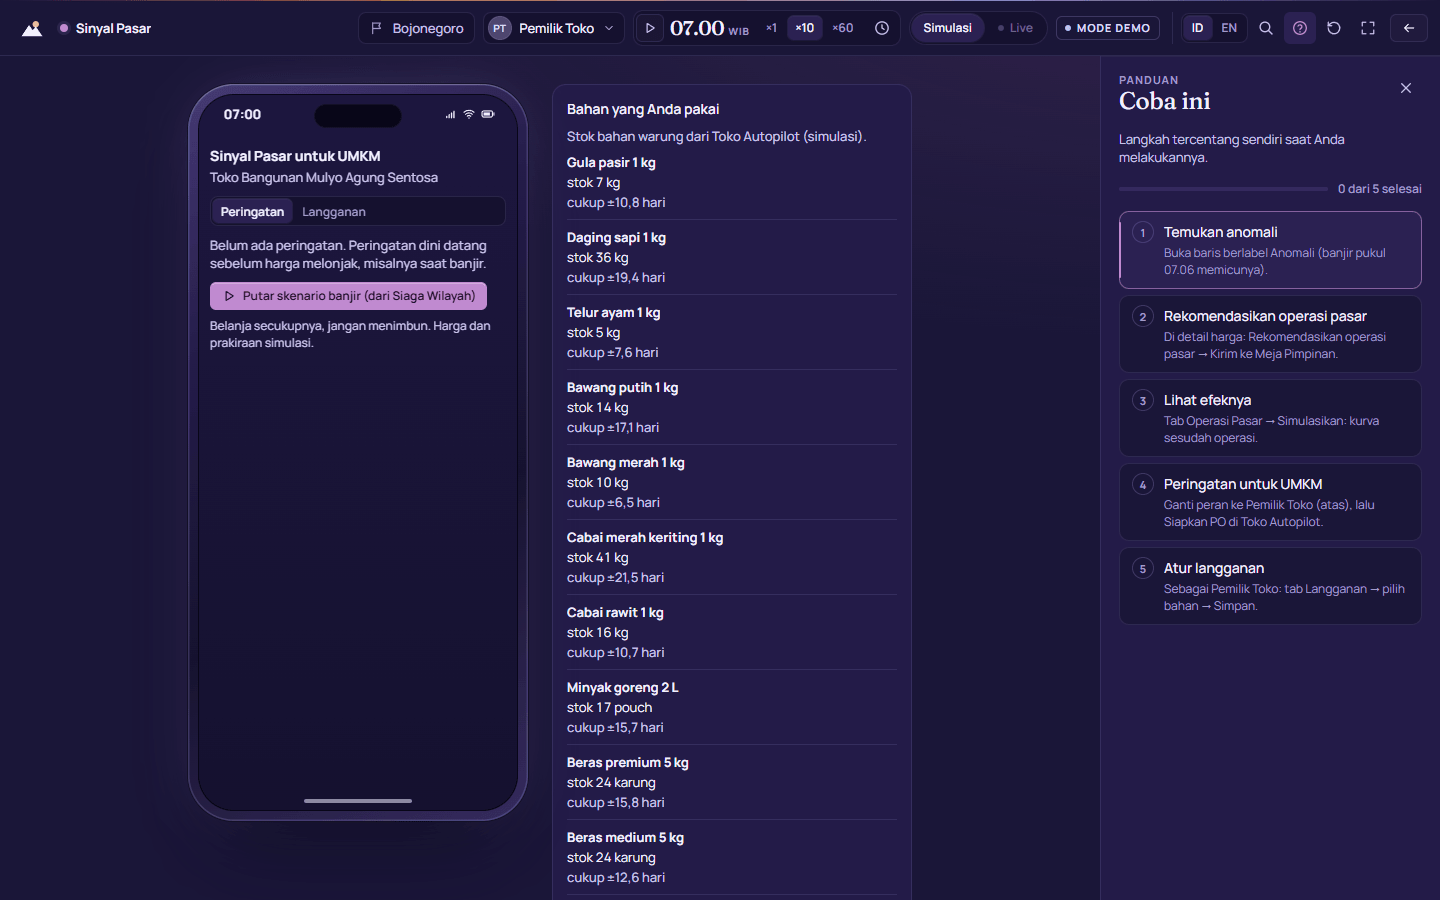 Sinyal Pasar
Bojonegoro
PT Pemilik Toko
07.00 WIB
×1 ×10 ×60
Simulasi
Live
MODE DEMO
ID EN
07:00
Sinyal Pasar untuk UMKM
Toko Bangunan Mulyo Agung Sentosa
Peringatan Langganan
Belum ada peringatan. Peringatan dini datang
sebelum harga melonjak, misalnya saat banjir.
Putar skenario banjir (dari Siaga Wilayah)
Belanja secukupnya, jangan menimbun. Harga dan
prakiraan simulasi.
Bahan yang Anda pakai
Stok bahan warung dari Toko Autopilot (simulasi).
Gula pasir 1 kg
stok 7 kg
cukup ±10,8 hari
Daging sapi 1 kg
stok 36 kg
cukup ±19,4 hari
Telur ayam 1 kg
stok 5 kg
cukup ±7,6 hari
Bawang putih 1 kg
stok 14 kg
cukup ±17,1 hari
Bawang merah 1 kg
stok 10 kg
cukup ±6,5 hari
Cabai merah keriting 1 kg
stok 41 kg
cukup ±21,5 hari
Cabai rawit 1 kg
stok 16 kg
cukup ±10,7 hari
Minyak goreng 2 L
stok 17 pouch
cukup ±15,7 hari
Beras premium 5 kg
stok 24 karung
cukup ±15,8 hari
Beras medium 5 kg
stok 24 karung
cukup ±12,6 hari
PANDUAN
Coba ini
Langkah tercentang sendiri saat Anda
melakukannya.
0 dari 5 selesai
1 Temukan anomali
Buka baris berlabel Anomali (banjir pukul
07.06 memicunya).
2 Rekomendasikan operasi pasar
Di detail harga: Rekomendasikan operasi
pasar → Kirim ke Meja Pimpinan.
3 Lihat efeknya
Tab Operasi Pasar → Simulasikan: kurva
sesudah operasi.
4 Peringatan untuk UMKM
Ganti peran ke Pemilik Toko (atas), lalu
Siapkan PO di Toko Autopilot.
5 Atur langganan
Sebagai Pemilik Toko: tab Langganan → pilih
bahan → Simpan.